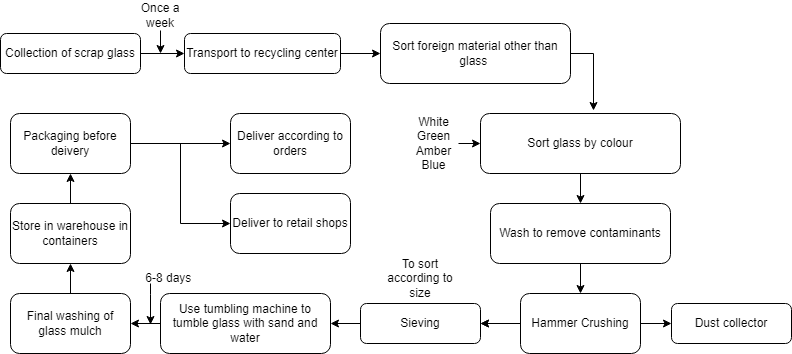 Once a
week
Collection of scrap glass
Transport to recycling center
Sort foreign material other than
glass
White
Green
Amber
Blue
Sort glass by colour
Wash to remove contaminants
Hammer Crushing
Dust collector
To sort
according to
size
Sieving
Use tumbling machine to
tumble glass with sand and
water
6-8 days
Final washing of
glass mulch
Store in warehouse in
containers
Packaging before
deivery
Deliver according to
orders
Deliver to retail shops